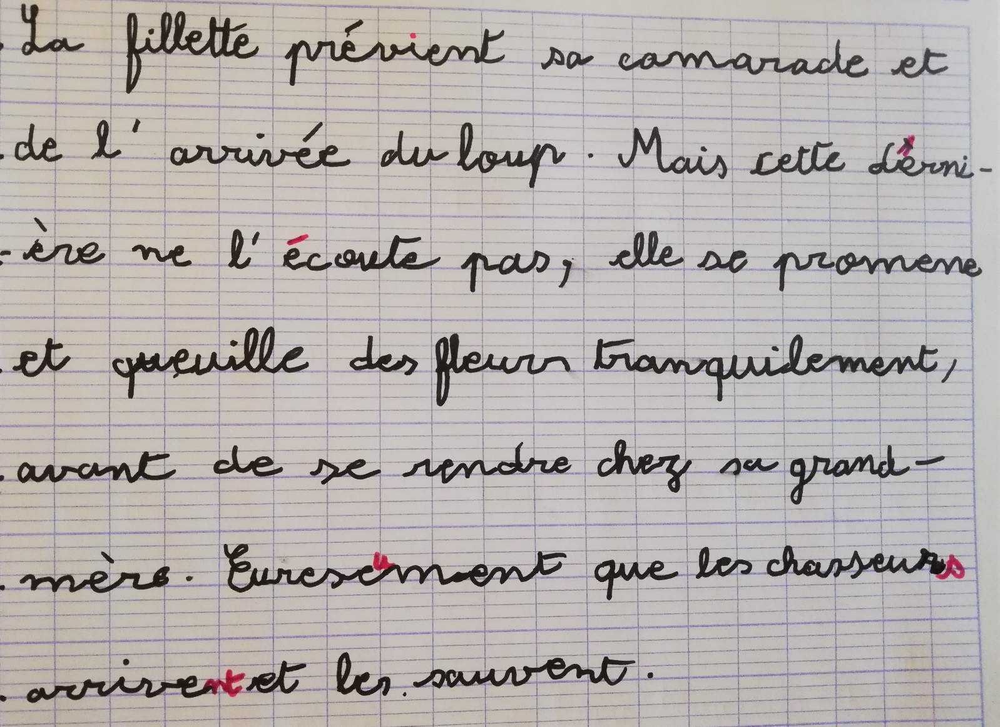 La fillette prévient sa camarade et
de l'arrivée du loup. Mais cette derni-
-ère ne l'écoute pas, elle se promene
et queuille des fleurs tranquilement,
avant de se rendre chez sa grand-
mère. Euresement que les chasseurs
arrivent et les sauvent.